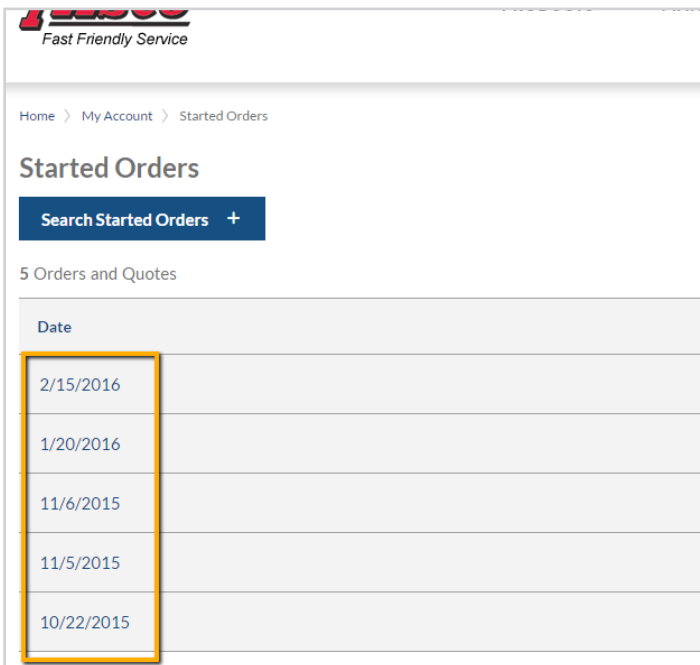 Fast Friendly Service
Home > My Account > Started Orders
Started Orders
Search Started Orders +
5 Orders and Quotes
Date
2/15/2016
1/20/2016
11/6/2015
11/5/2015
10/22/2015